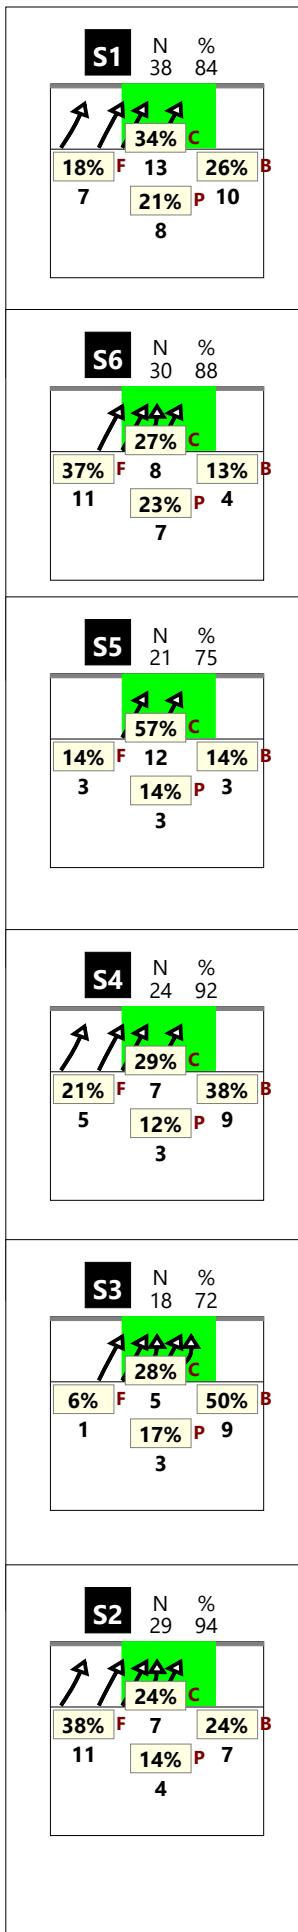 S1 N %
38 84
34% C
18% F 13 26% B
7 21% P 10
8
S6 N %
30 88
27% C
37% F 8 13% B
11 23% P 4
7
S5 N %
21 75
57% C
14% F 12 14% B
3 14% P 3
3
S4 N %
24 92
29% C
21% F 7 38% B
5 12% P 9
3
S3 N %
18 72
28% C
6% F 5 50% B
1 17% P 9
3
S2 N %
29 94
24% C
38% F 7 24% B
11 14% P 7
4